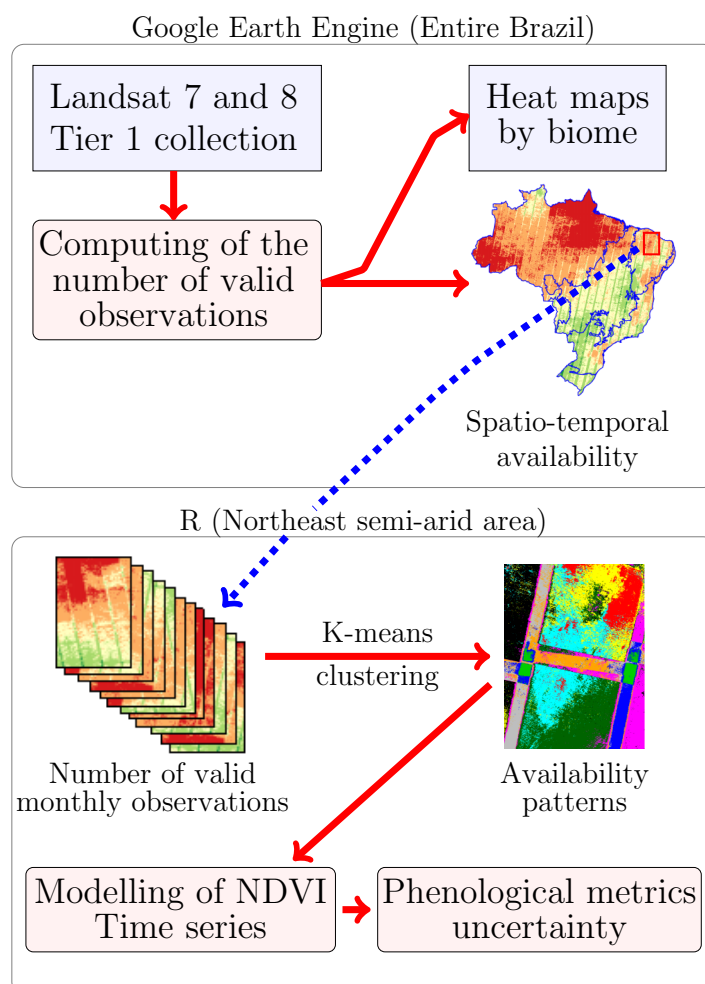 Google Earth Engine (Entire Brazil)
Landsat 7 and 8
Tier 1 collection
Heat maps
by biome
Computing of the
number of valid
observations
Spatio-temporal
availability
R (Northeast semi-arid area)
K-means
clustering
Number of valid
monthly observations
Availability
patterns
Modelling of NDVI
Time series
Phenological metrics
uncertainty